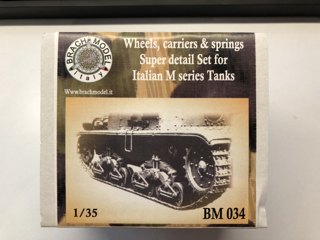 BRACH MODEL
Italy
Wheels, carriers & springs
Super detail Set for
Italian M series Tanks
Www.brachmodel.it
1/35
BM 034